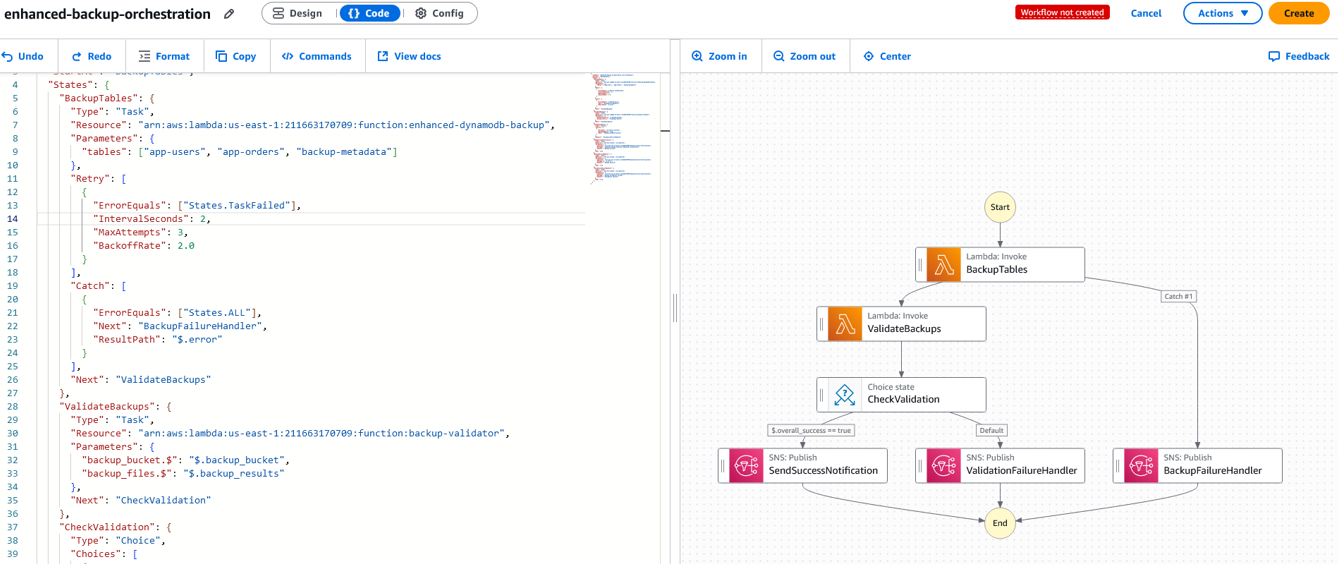 enhanced-backup-orchestration
Design
{} Code
Config
Workflow not created
Cancel
Actions
Create
Undo
Redo
Format
Copy
Commands
View docs
Zoom in
Zoom out
Center
Feedback
4 "States": {
5 "BackupTables": {
6 "Type": "Task",
7 "Resource": "arn:aws:lambda:us-east-1:211663170709:function:enhanced-dynamodb-backup",
8 "Parameters": {
9 "tables": ["app-users", "app-orders", "backup-metadata"]
10 },
11 "Retry": [
12 {
13 "ErrorEquals": ["States.TaskFailed"],
14 "IntervalSeconds": 2,
15 "MaxAttempts": 3,
16 "BackoffRate": 2.0
17 }
18 ],
19 "Catch": [
20 {
21 "ErrorEquals": ["States.ALL"],
22 "Next": "BackupFailureHandler",
23 "ResultPath": "$.error"
24 }
25 ],
26 "Next": "ValidateBackups"
27 },
28 "ValidateBackups": {
29 "Type": "Task",
30 "Resource": "arn:aws:lambda:us-east-1:211663170709:function:backup-validator",
31 "Parameters": {
32 "backup_bucket.$": "$.backup_bucket",
33 "backup_files.$": "$.backup_results"
34 },
35 "Next": "CheckValidation"
36 },
37 "CheckValidation": {
38 "Type": "Choice",
39 "Choices": [
Start
Lambda: Invoke
BackupTables
Catch #1
Lambda: Invoke
ValidateBackups
Choice state
CheckValidation
$.overall_success == true
Default
SNS: Publish
SendSuccessNotification
SNS: Publish
ValidationFailureHandler
SNS: Publish
BackupFailureHandler
End